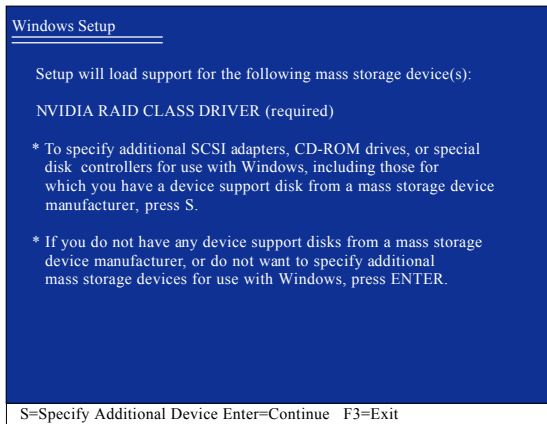 Windows Setup
Setup will load support for the following mass storage device(s):
NVIDIA RAID CLASS DRIVER (required)
* To specify additional SCSI adapters, CD-ROM drives, or special
disk controllers for use with Windows, including those for
which you have a device support disk from a mass storage device
manufacturer, press S.
* If you do not have any device support disks from a mass storage
device manufacturer, or do not want to specify additional
mass storage devices for use with Windows, press ENTER.
S=Specify Additional Device Enter=Continue F3=Exit